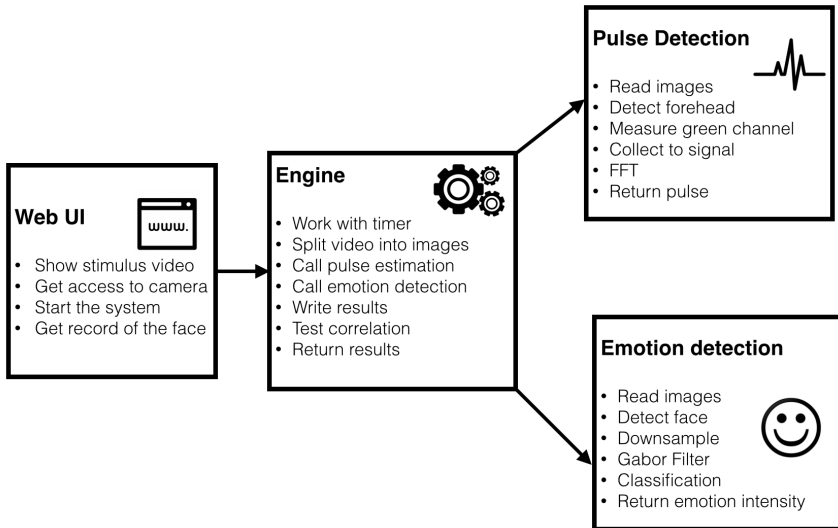 Web UI
www.
• Show stimulus video
• Get access to camera
• Start the system
• Get record of the face
Engine
• Work with timer
• Split video into images
• Call pulse estimation
• Call emotion detection
• Write results
• Test correlation
• Return results
Pulse Detection
• Read images
• Detect forehead
• Measure green channel
• Collect to signal
• FFT
• Return pulse
Emotion detection
• Read images
• Detect face
• Downsample
• Gabor Filter
• Classification
• Return emotion intensity